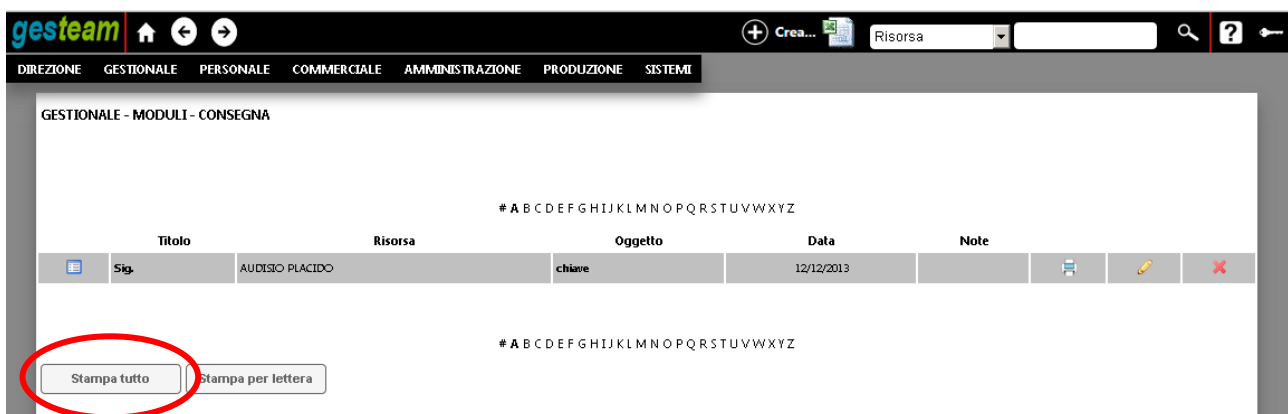 gesteam Crea... Risorsa ?
DIREZIONE GESTIONALE PERSONALE COMMERCIALE AMMINISTRAZIONE PRODUZIONE SISTEMI
GESTIONALE - MODULI - CONSEGNA
# A B C D E F G H I J K L M N O P Q R S T U V W X Y Z
Titolo Risorsa Oggetto Data Note
Sig. AUDISIO PLACIDO chiave 12/12/2013
# A B C D E F G H I J K L M N O P Q R S T U V W X Y Z
Stampa tutto Stampa per lettera